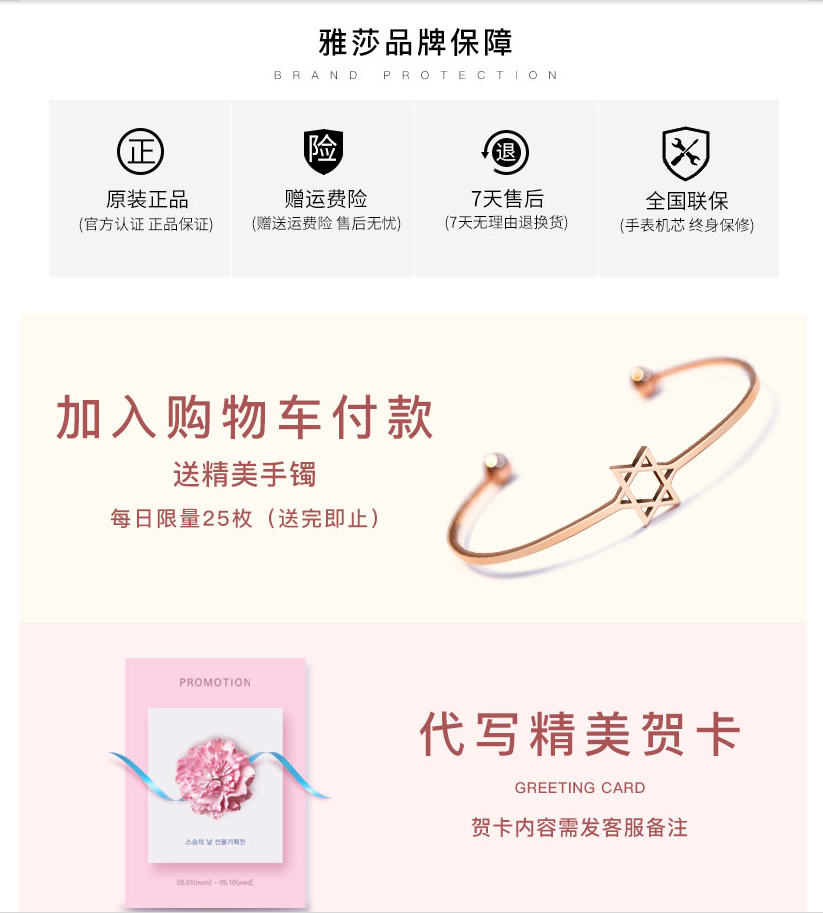 雅莎品牌保障
BRAND PROTECTION
正
险
退
原装正品
(官方认证 正品保证)
赠运费险
(赠送运费险 售后无忧)
7天售后
(7天无理由退换货)
全国联保
(手表机芯 终身保修)
加入购物车付款
送精美手镯
每日限量25枚（送完即止）
PROMOTION
스승의 날 선물기획전
05.01[mon] ~ 05.10[wed]
代写精美贺卡
GREETING CARD
贺卡内容需发客服备注